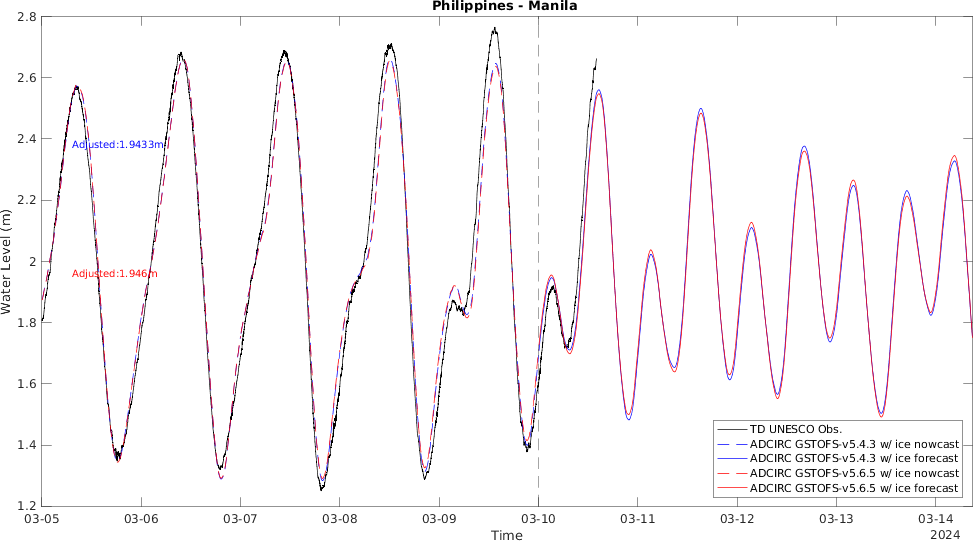 Philippines - Manila
2.8
2.6
2.4
2.2
2
1.8
1.6
1.4
1.2
Water Level (m)
Adjusted:1.9433m
Adjusted:1.946m
TD UNESCO Obs.
ADCIRC GSTOFS-v5.4.3 w/ ice nowcast
ADCIRC GSTOFS-v5.4.3 w/ ice forecast
ADCIRC GSTOFS-v5.6.5 w/ ice nowcast
ADCIRC GSTOFS-v5.6.5 w/ ice forecast
03-05 03-06 03-07 03-08 03-09 03-10 03-11 03-12 03-13 03-14
Time
2024